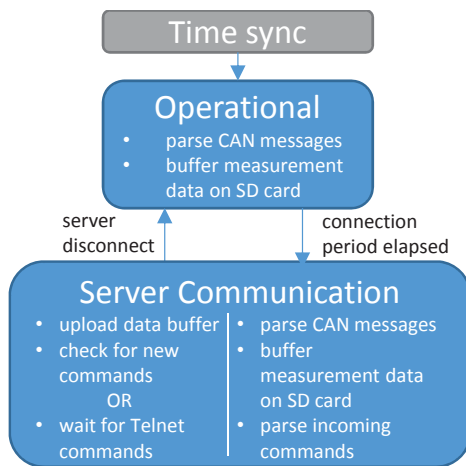 Time sync
Operational
• parse CAN messages
• buffer measurement
data on SD card
server
disconnect
connection
period elapsed
Server Communication
• upload data buffer
• check for new
commands
OR
• wait for Telnet
commands
• parse CAN messages
• buffer
measurement data
on SD card
• parse incoming
commands